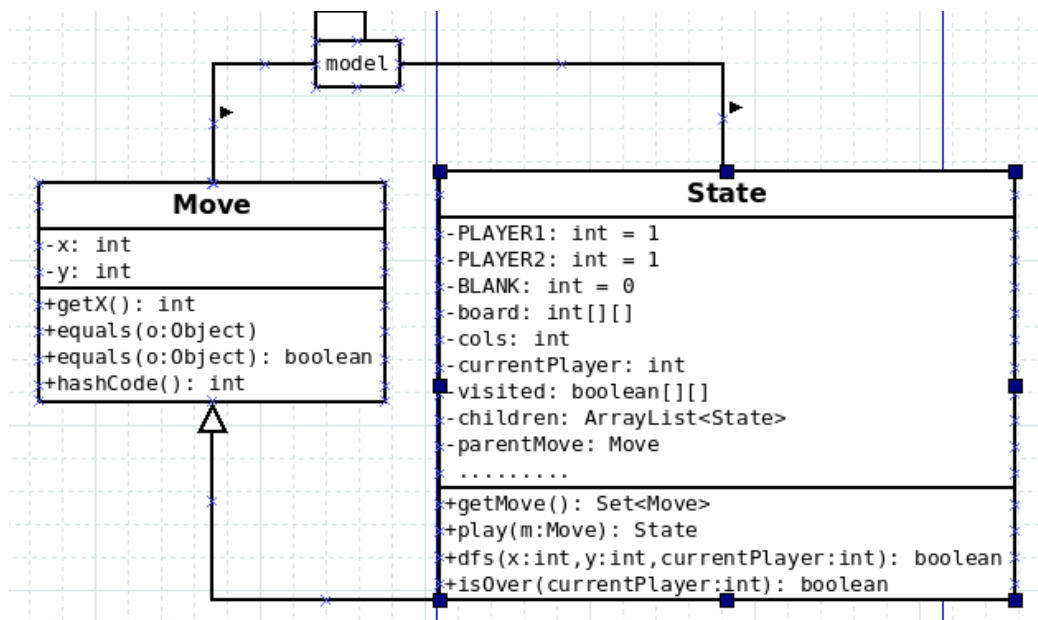 model
Move
-x: int
-y: int
+getX(): int
+equals(o:Object)
+equals(o:Object): boolean
+hashCode(): int
State
-PLAYER1: int = 1
-PLAYER2: int = 1
-BLANK: int = 0
-board: int[][]
-cols: int
-currentPlayer: int
-visited: boolean[][]
-children: ArrayList<State>
-parentMove: Move
.........
+getMove(): Set<Move>
+play(m:Move): State
+dfs(x:int,y:int,currentPlayer:int): boolean
+isOver(currentPlayer:int): boolean